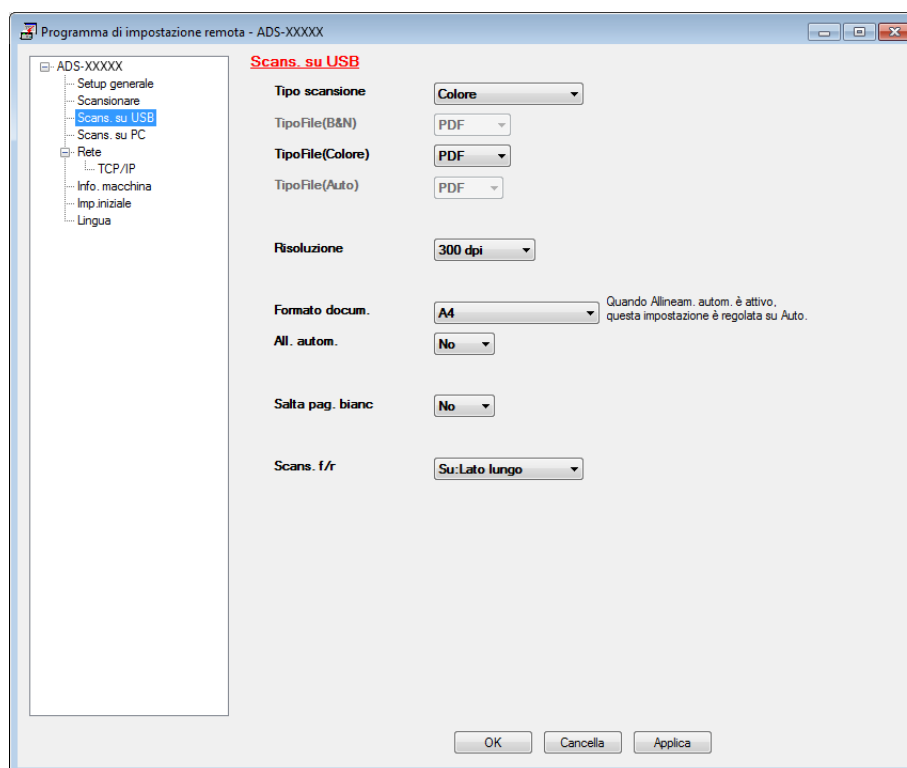 Programma di impostazione remota - ADS-XXXXX
ADS-XXXXX
Setup generale
Scansionare
Scans. su USB
Scans. su PC
Rete
TCP/IP
Info. macchina
Imp.iniziale
Lingua
Scans. su USB
Tipo scansione Colore
TipoFile(B&N) PDF
TipoFile(Colore) PDF
TipoFile(Auto) PDF
Risoluzione 300 dpi
Formato docum. A4
Quando Allineam. autom. è attivo,
questa impostazione è regolata su Auto.
All. autom. No
Salta pag. bianc No
Scans. f/r Su:Lato lungo
OK Cancella Applica